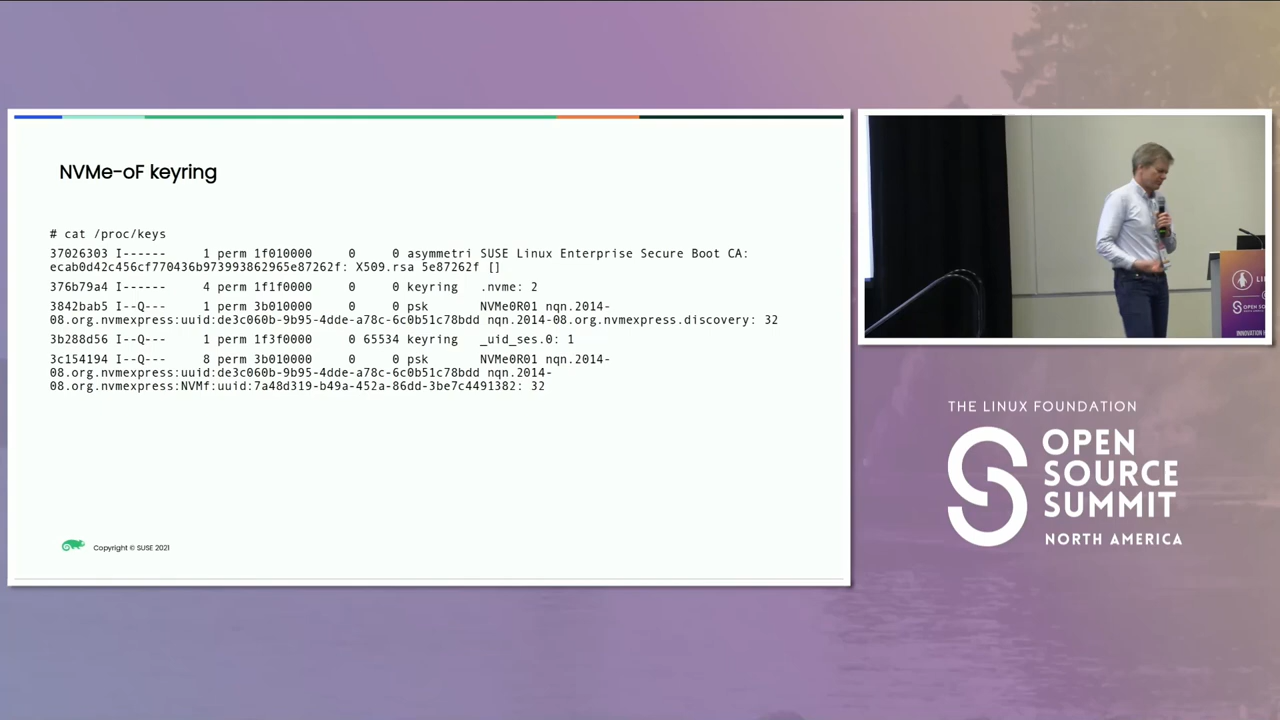 NVMe-oF keyring
# cat /proc/keys
37026303 I------     1 perm 1f010000     0     0 asymmetri SUSE Linux Enterprise Secure Boot CA:
ecab0d42c456cf770436b973993862965e87262f: X509.rsa 5e87262f []
376b79a4 I------     4 perm 1f1f0000     0     0 keyring   .nvme: 2
3842bab5 I--Q---     1 perm 3b010000     0     0 psk       NVMe0R01 nqn.2014-
08.org.nvmexpress:uuid:de3c060b-9b95-4dde-a78c-6c0b51c78bdd nqn.2014-08.org.nvmexpress.discovery: 32
3b288d56 I--Q---     1 perm 1f3f0000     0 65534 keyring   _uid_ses.0: 1
3c154194 I--Q---     8 perm 3b010000     0     0 psk       NVMe0R01 nqn.2014-
08.org.nvmexpress:uuid:de3c060b-9b95-4dde-a78c-6c0b51c78bdd nqn.2014-
08.org.nvmexpress:NVMf:uuid:7a48d319-b49a-452a-86dd-3be7c4491382: 32
Copyright © SUSE 2021
THE LINUX FOUNDATION
OPEN
SOURCE
SUMMIT
NORTH AMERICA